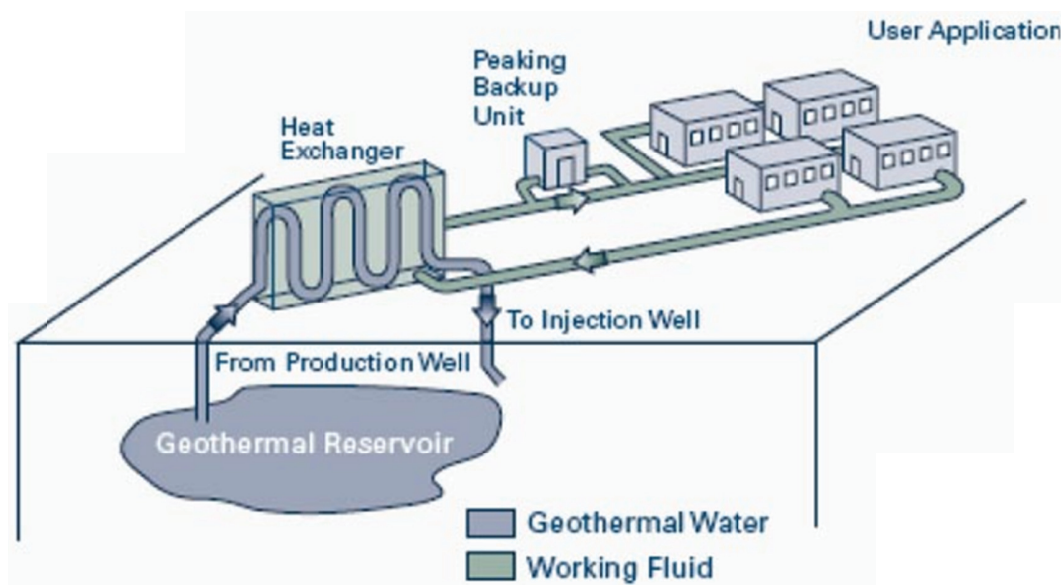 User Application
Peaking
Backup
Unit
Heat
Exchanger
To Injection Well
From Production Well
Geothermal Reservoir
Geothermal Water
Working Fluid